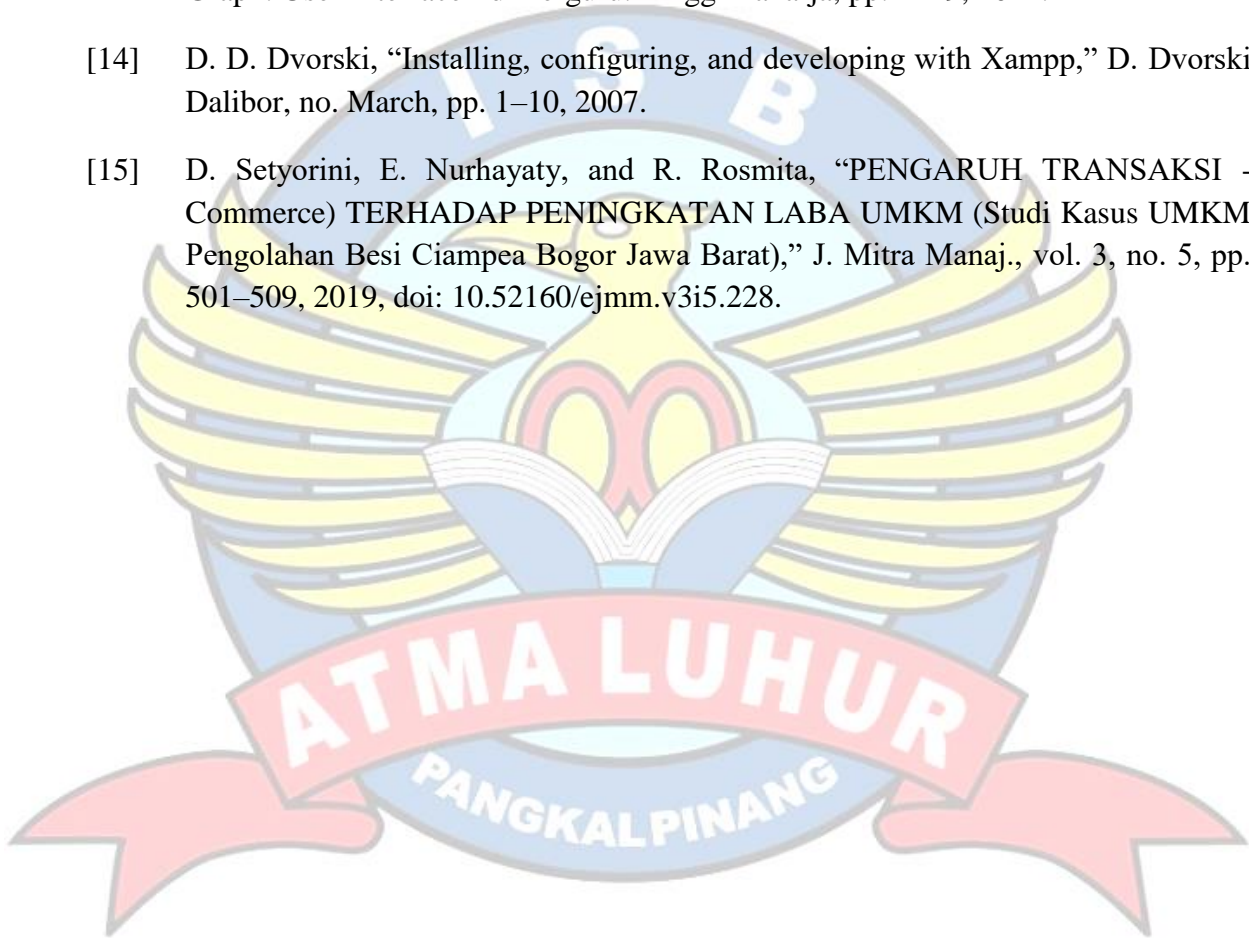 [14] D. D. Dvorski, “Installing, configuring, and developing with Xampp,” D. Dvorski
Dalibor, no. March, pp. 1–10, 2007.
[15] D. Setyorini, E. Nurhayaty, and R. Rosmita, “PENGARUH TRANSAKSI -
Commerce) TERHADAP PENINGKATAN LABA UMKM (Studi Kasus UMKM
Pengolahan Besi Ciampea Bogor Jawa Barat),” J. Mitra Manaj., vol. 3, no. 5, pp.
501–509, 2019, doi: 10.52160/ejmm.v3i5.228.
I S B
ATMA LUHUR
PANGKALPINANG